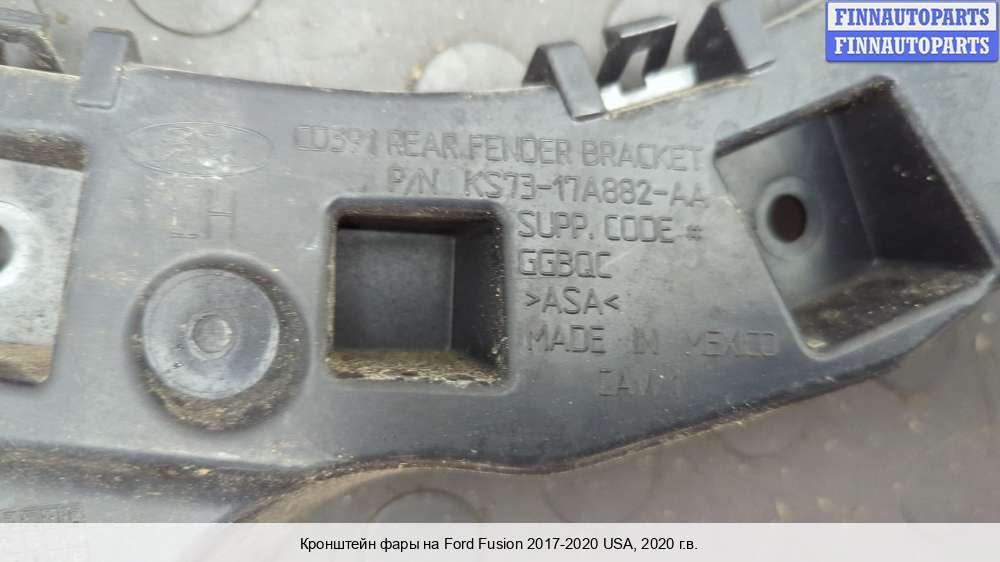 FINNAUTOPARTS
FINNAUTOPARTS
CD391 REAR FENDER BRACKET
P/N KS73-17A882-AA
LH
SUPP. CODE #
GGBQC
>ASA<
MADE IN MEXICO
Кронштейн фары на Ford Fusion 2017-2020 USA, 2020 г.в.